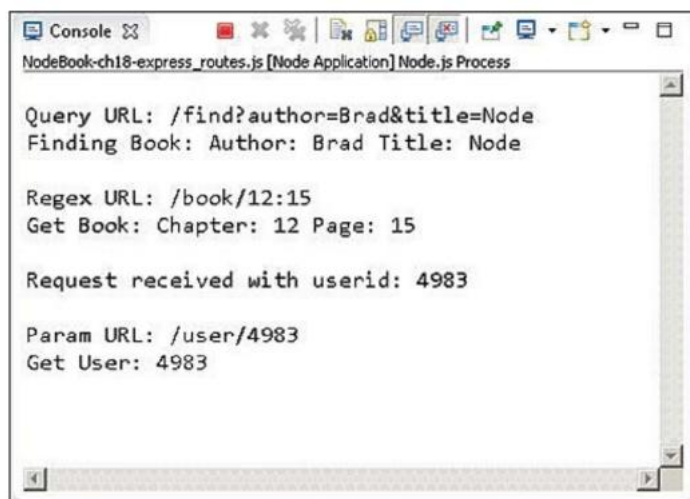 Console
NodeBook-ch18-express_routes.js [Node Application] Node.js Process
Query URL: /find?author=Brad&title=Node
Finding Book: Author: Brad Title: Node
Regex URL: /book/12:15
Get Book: Chapter: 12 Page: 15
Request received with userid: 4983
Param URL: /user/4983
Get User: 4983